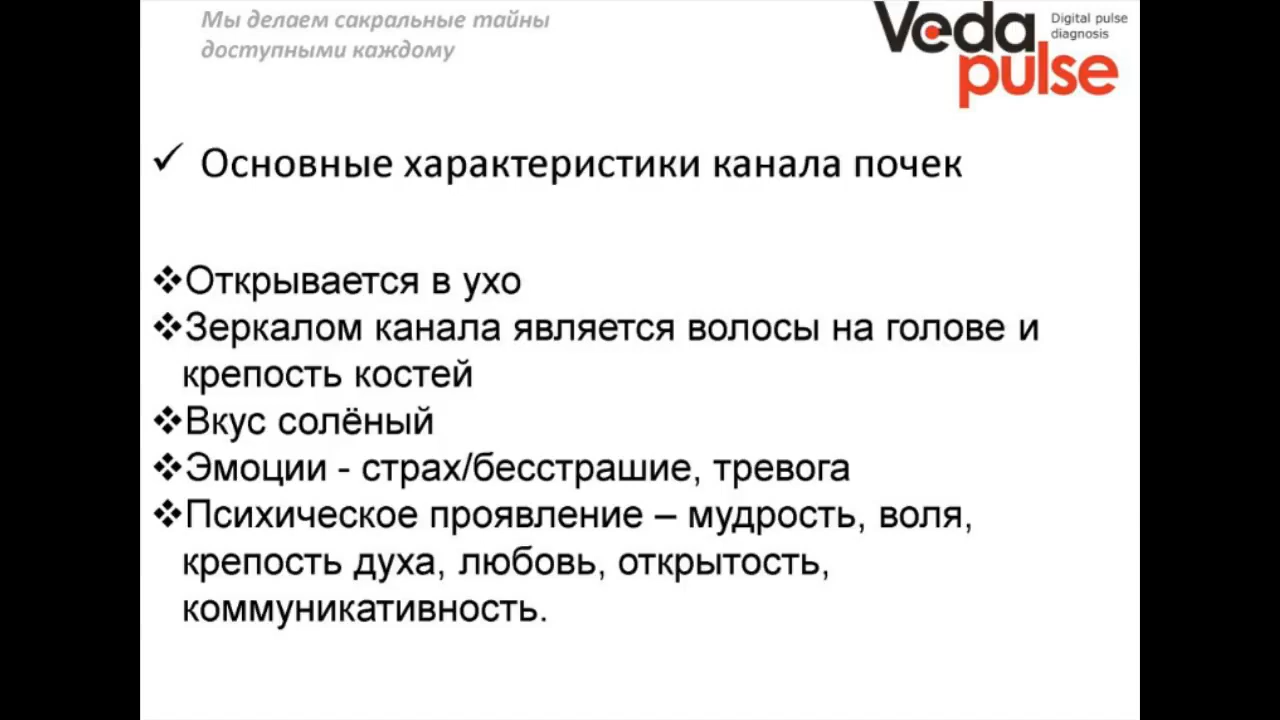 Мы делаем сакральные тайны
доступными каждому
Veda
pulse
Digital pulse
diagnosis
✓ Основные характеристики канала почек
❖Открывается в ухо
❖Зеркалом канала является волосы на голове и
крепость костей
❖Вкус солёный
❖Эмоции - страх/бесстрашие, тревога
❖Психическое проявление – мудрость, воля,
крепость духа, любовь, открытость,
коммуникативность.